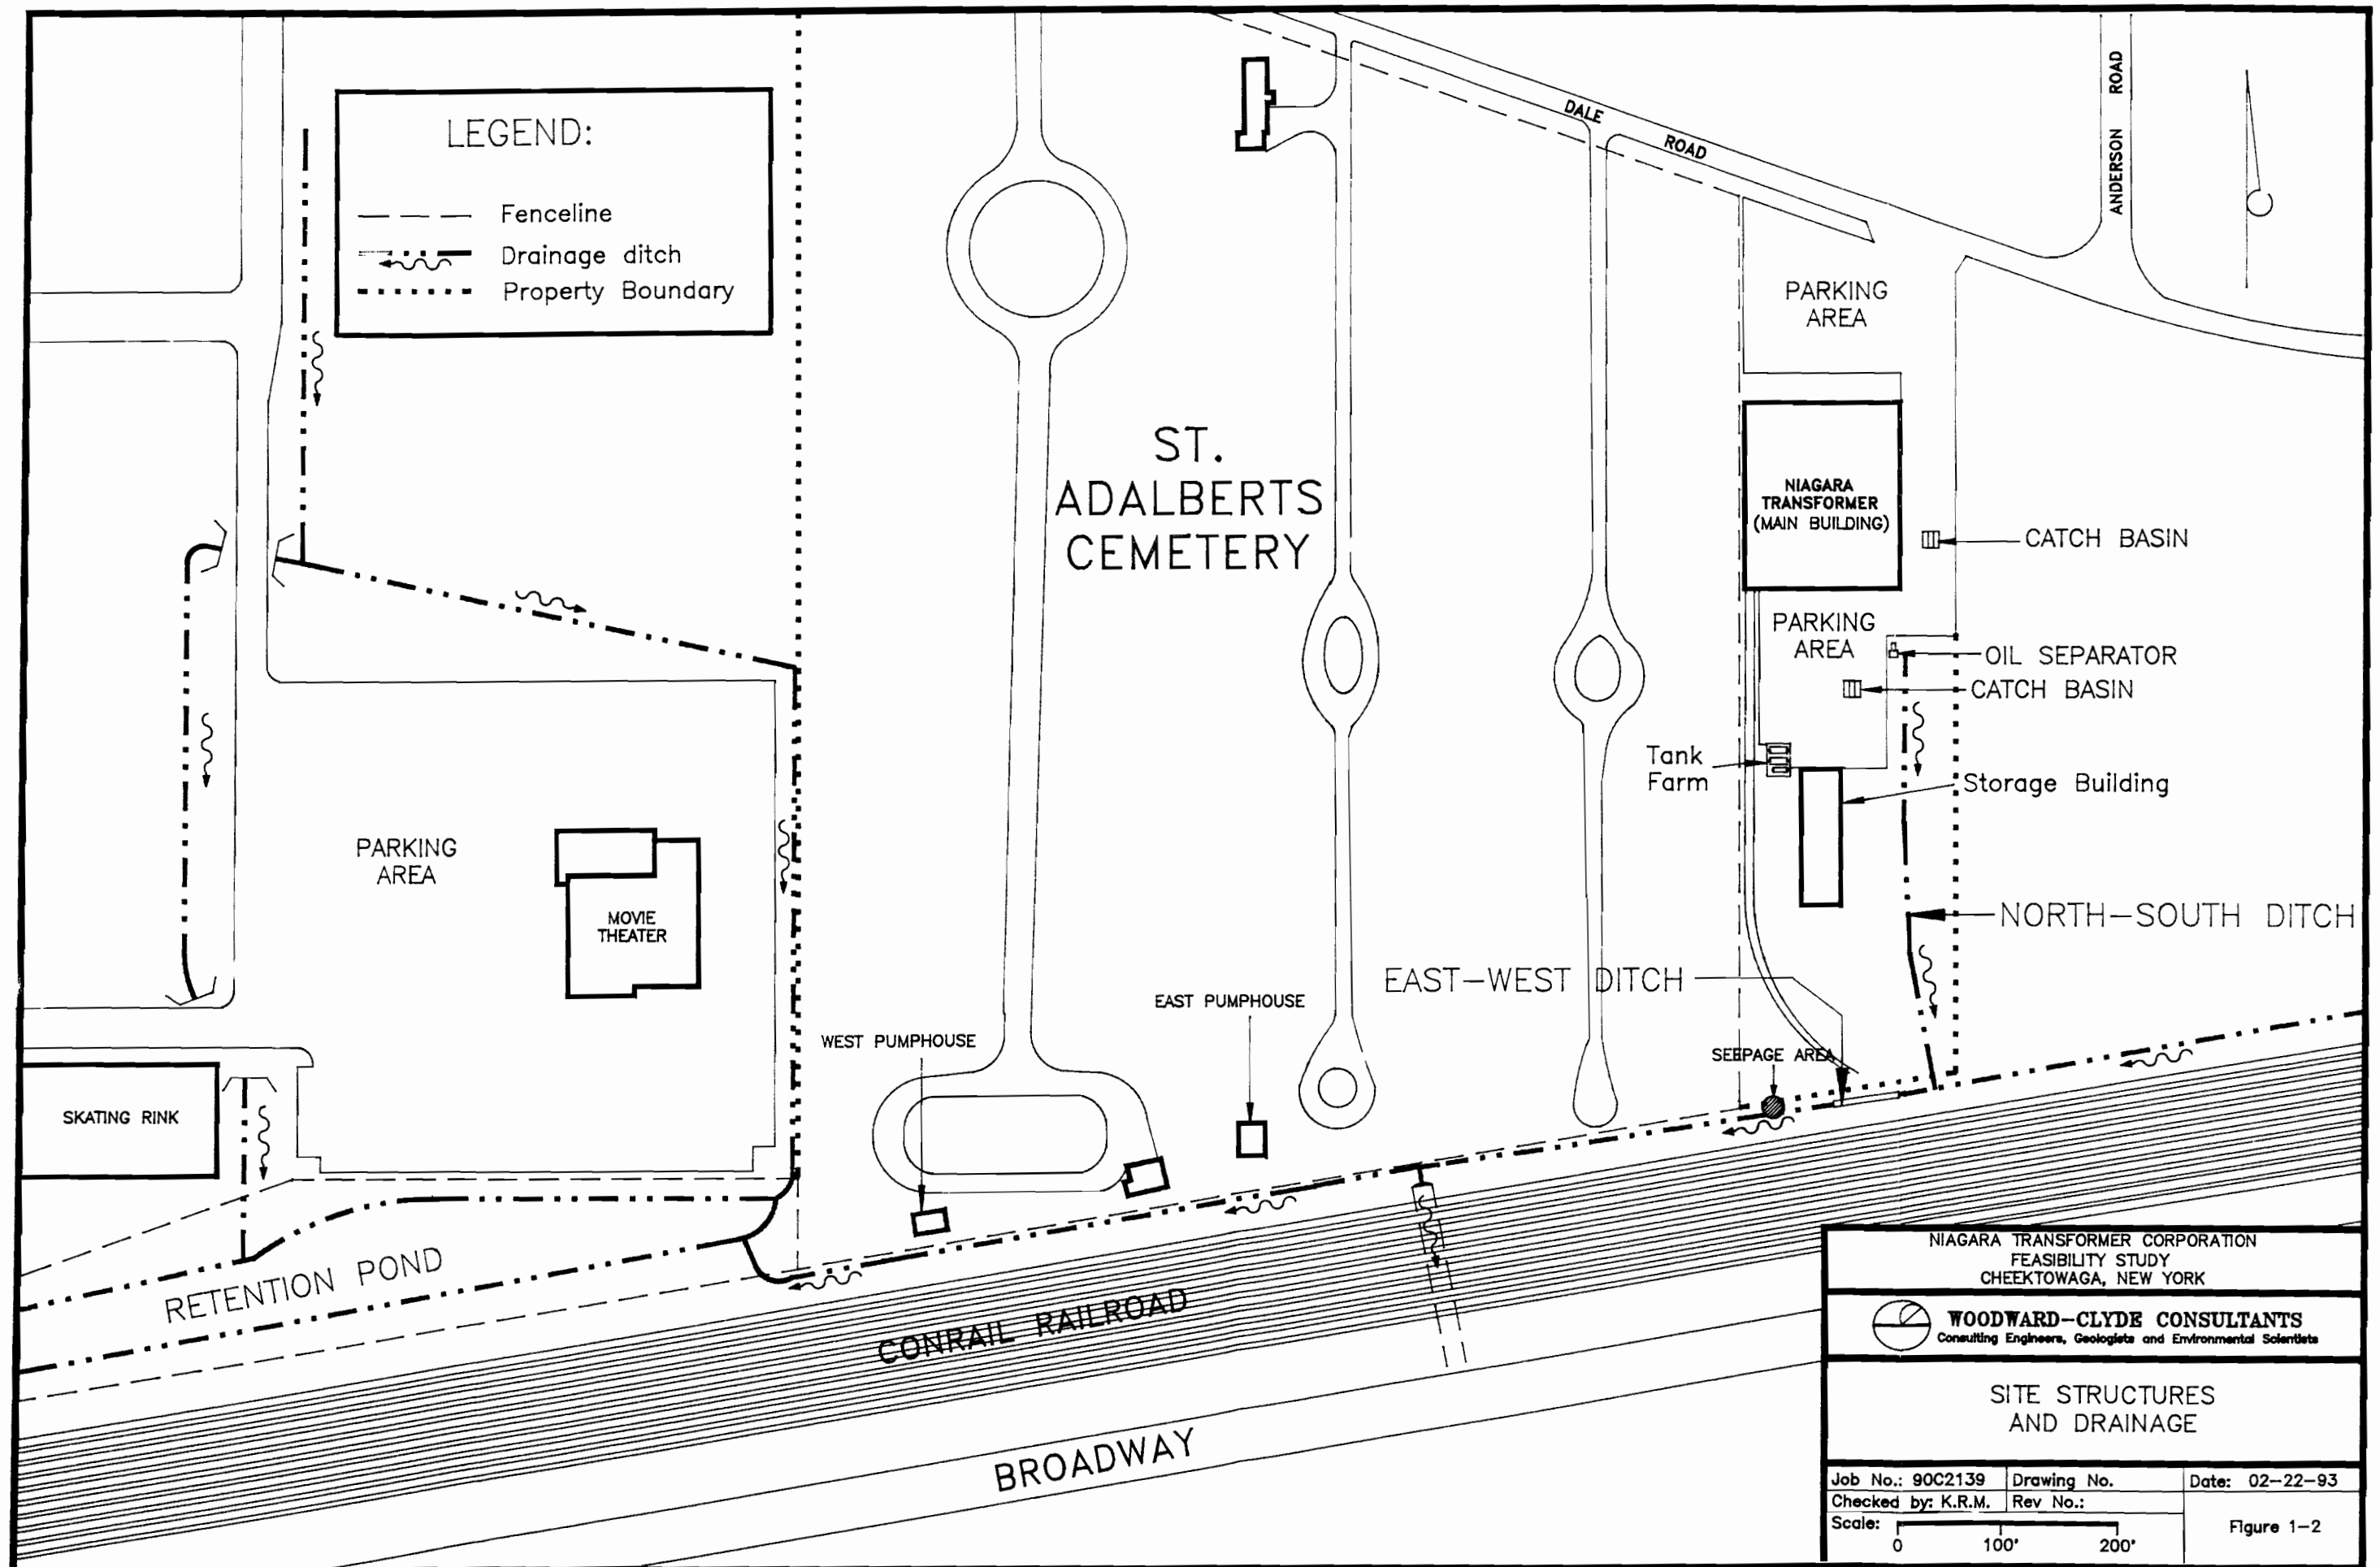 LEGEND:
Fenceline
Drainage ditch
Property Boundary
DALE
ROAD
ANDERSON ROAD
PARKING
AREA
ST.
ADALBERTS
CEMETERY
NIAGARA
TRANSFORMER
(MAIN BUILDING)
CATCH BASIN
PARKING
AREA
OIL SEPARATOR
CATCH BASIN
Tank
Farm
Storage Building
PARKING
AREA
MOVIE
THEATER
NORTH-SOUTH DITCH
EAST-WEST DITCH
EAST PUMPHOUSE
WEST PUMPHOUSE
SEEPAGE AREA
SKATING RINK
RETENTION POND
CONRAIL RAILROAD
BROADWAY
NIAGARA TRANSFORMER CORPORATION
FEASIBILITY STUDY
CHEEKTOWAGA, NEW YORK
WOODWARD-CLYDE CONSULTANTS
Consulting Engineers, Geologists and Environmental Scientists
SITE STRUCTURES
AND DRAINAGE
Job No.: 90C2139 Drawing No. Date: 02-22-93
Checked by: K.R.M. Rev No.:
Scale:
0 100' 200'
Figure 1-2